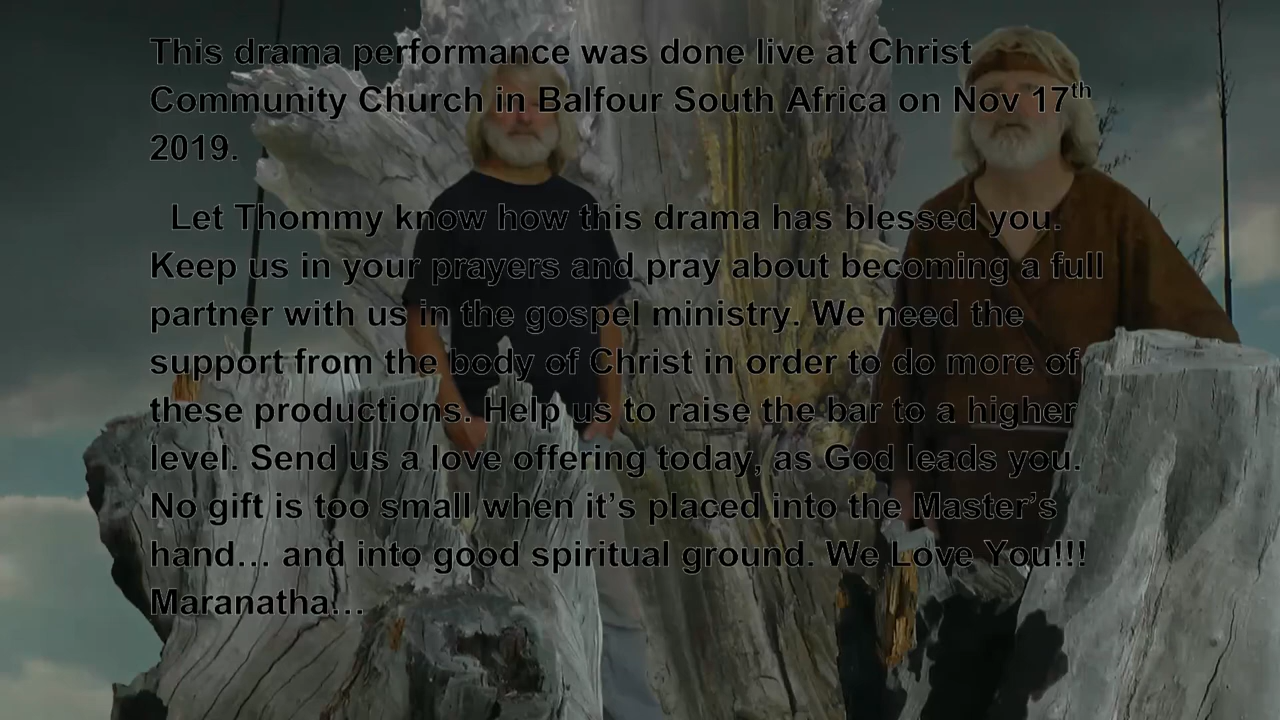 This drama performance was done live at Christ
Community Church in Balfour South Africa on Nov 17th
2019.
Let Thommy know how this drama has blessed you.
Keep us in your prayers and pray about becoming a full
partner with us in the gospel ministry. We need the
support from the body of Christ in order to do more of
these productions. Help us to raise the bar to a higher
level. Send us a love offering today, as God leads you.
No gift is too small when it’s placed into the Master’s
hand… and into good spiritual ground. We Love You!!!
Maranatha!..